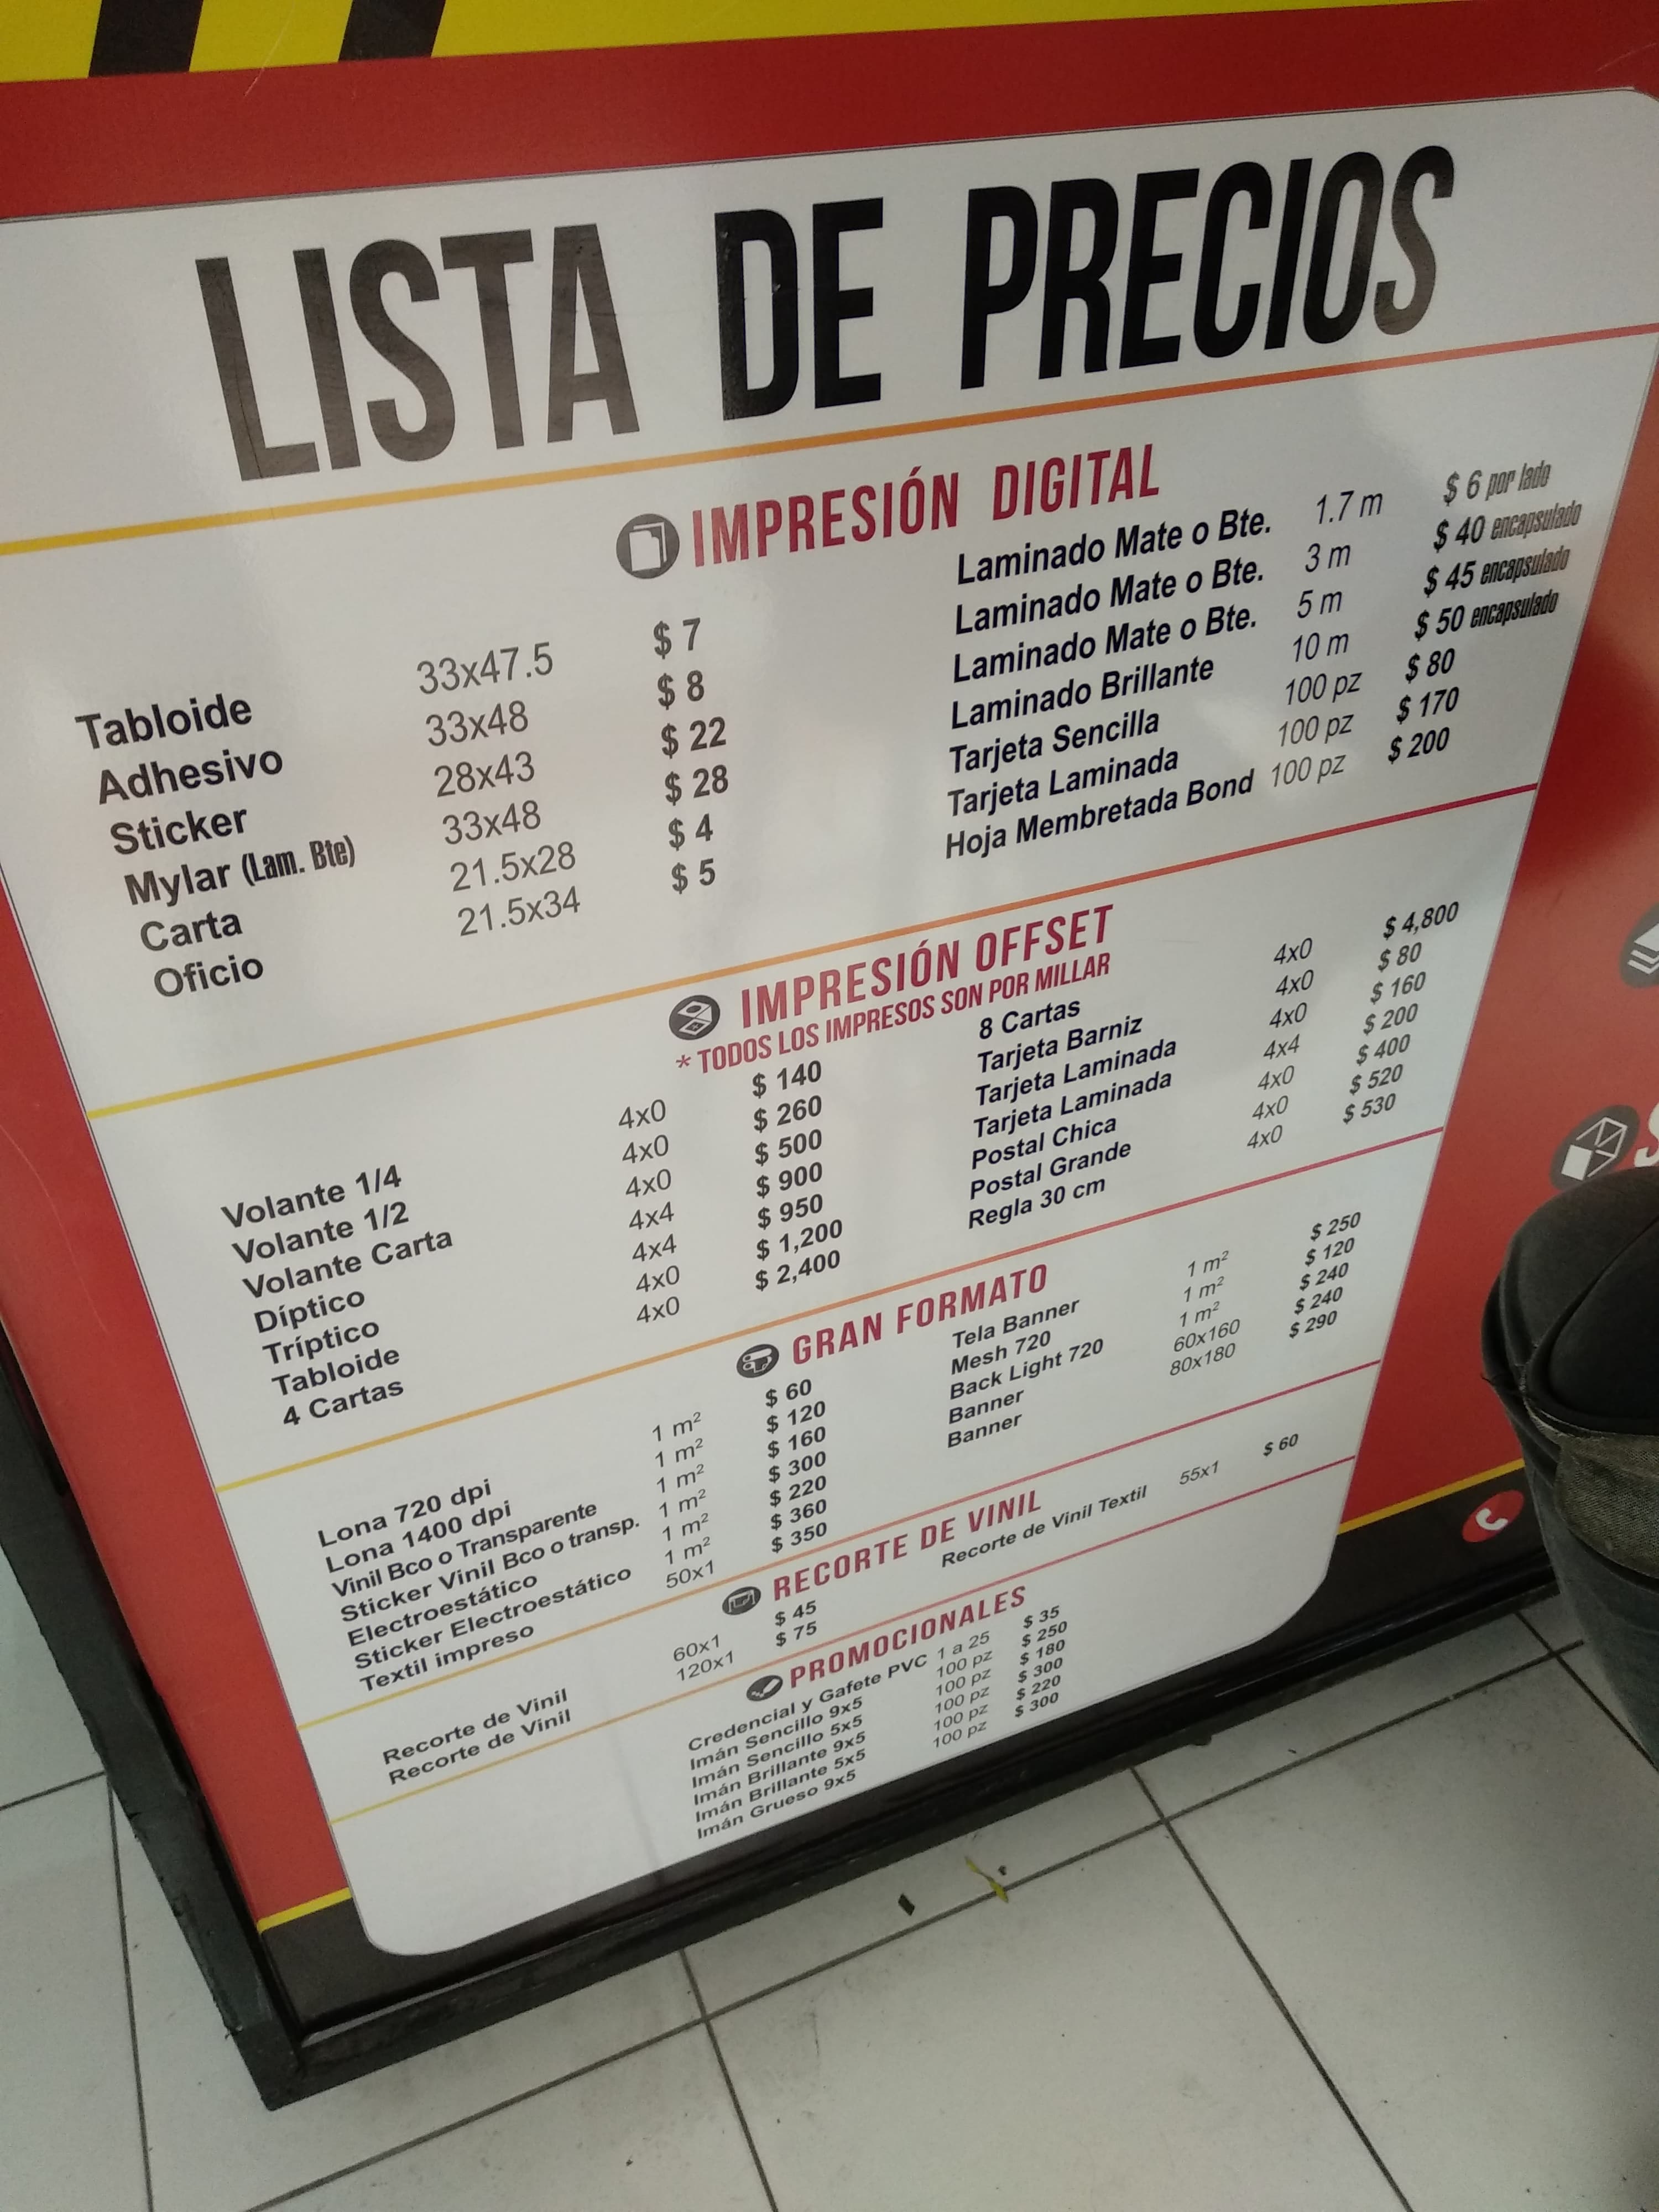 LISTA DE PRECIOS
IMPRESIÓN DIGITAL
Tabloide 33x47.5 $ 7
Adhesivo 33x48 $ 8
Sticker 28x43 $ 22
Mylar (Lam. Bte) 33x48 $ 28
Carta 21.5x28 $ 4
Oficio 21.5x34 $ 5
Laminado Mate o Bte. 1.7 m $ 6 por lado
Laminado Mate o Bte. 3 m $ 40 encapsulado
Laminado Mate o Bte. 5 m $ 45 encapsulado
Laminado Brillante 10 m $ 50 encapsulado
Tarjeta Sencilla 100 pz $ 80
Tarjeta Laminada 100 pz $ 170
Hoja Membretada Bond 100 pz $ 200
IMPRESIÓN OFFSET
* TODOS LOS IMPRESOS SON POR MILLAR
Volante 1/4 4x0 $ 140
Volante 1/2 4x0 $ 260
Volante Carta 4x0 $ 500
Díptico 4x4 $ 900
Tríptico 4x4 $ 950
Tabloide 4x0 $ 1,200
4 Cartas 4x0 $ 2,400
8 Cartas 4x0 $ 4,800
Tarjeta Barniz 4x0 $ 80
Tarjeta Laminada 4x0 $ 160
Tarjeta Laminada 4x4 $ 200
Postal Chica 4x0 $ 400
Postal Grande 4x0 $ 520
Regla 30 cm 4x0 $ 530
GRAN FORMATO
Lona 720 dpi 1 m² $ 60
Lona 1400 dpi 1 m² $ 120
Vinil Bco o Transparente 1 m² $ 160
Sticker Vinil Bco o transp. 1 m² $ 300
Electroestático 1 m² $ 220
Sticker Electroestático 1 m² $ 360
Textil impreso 50x1 $ 350
Tela Banner 1 m² $ 250
Mesh 720 1 m² $ 120
Back Light 720 1 m² $ 240
Banner 60x160 $ 240
Banner 80x180 $ 290
RECORTE DE VINIL
Recorte de Vinil 60x1 $ 45
Recorte de Vinil 120x1 $ 75
Recorte de Vinil Textil 55x1 $ 60
PROMOCIONALES
Credencial y Gafete PVC 1 a 25 $ 35
Imán Sencillo 9x5 100 pz $ 250
Imán Sencillo 5x5 100 pz $ 180
Imán Brillante 9x5 100 pz $ 300
Imán Brillante 5x5 100 pz $ 220
Imán Grueso 9x5 100 pz $ 300